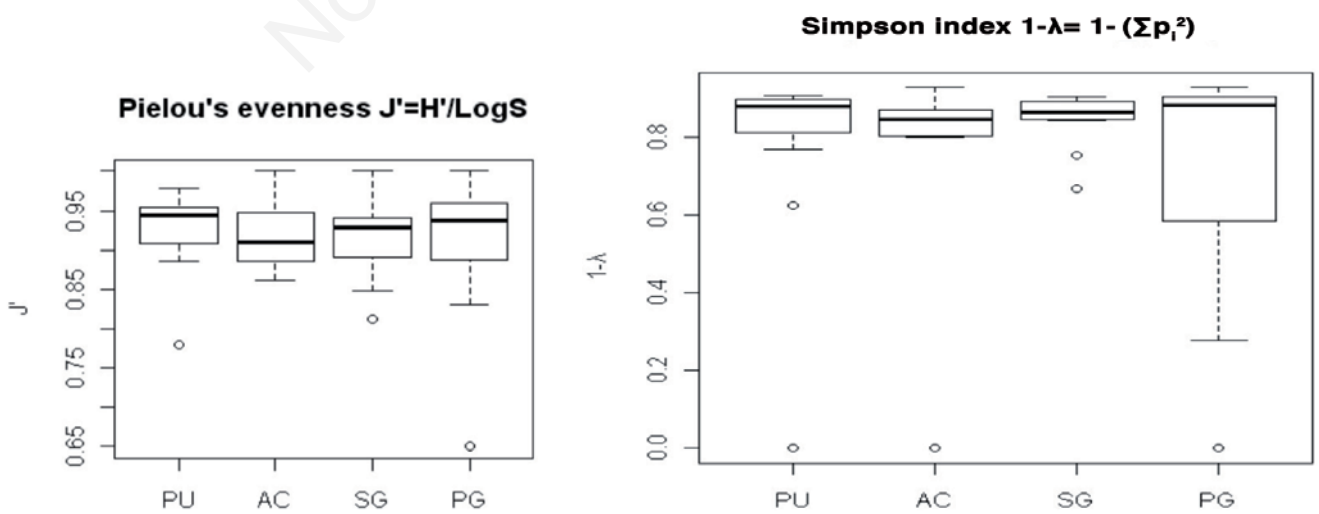 No
Pielou's evenness J'=H'/LogS
J'
0.95
0.85
0.75
0.65
PU AC SG PG
Simpson index 1-λ= 1- (∑pᵢ²)
1-λ
0.8
0.6
0.4
0.2
0.0
PU AC SG PG